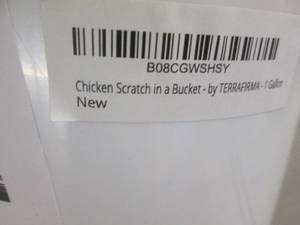 B08CGWSHSY
Chicken Scratch in a Bucket - by TERRAFIRMA - 1 Gallon
New